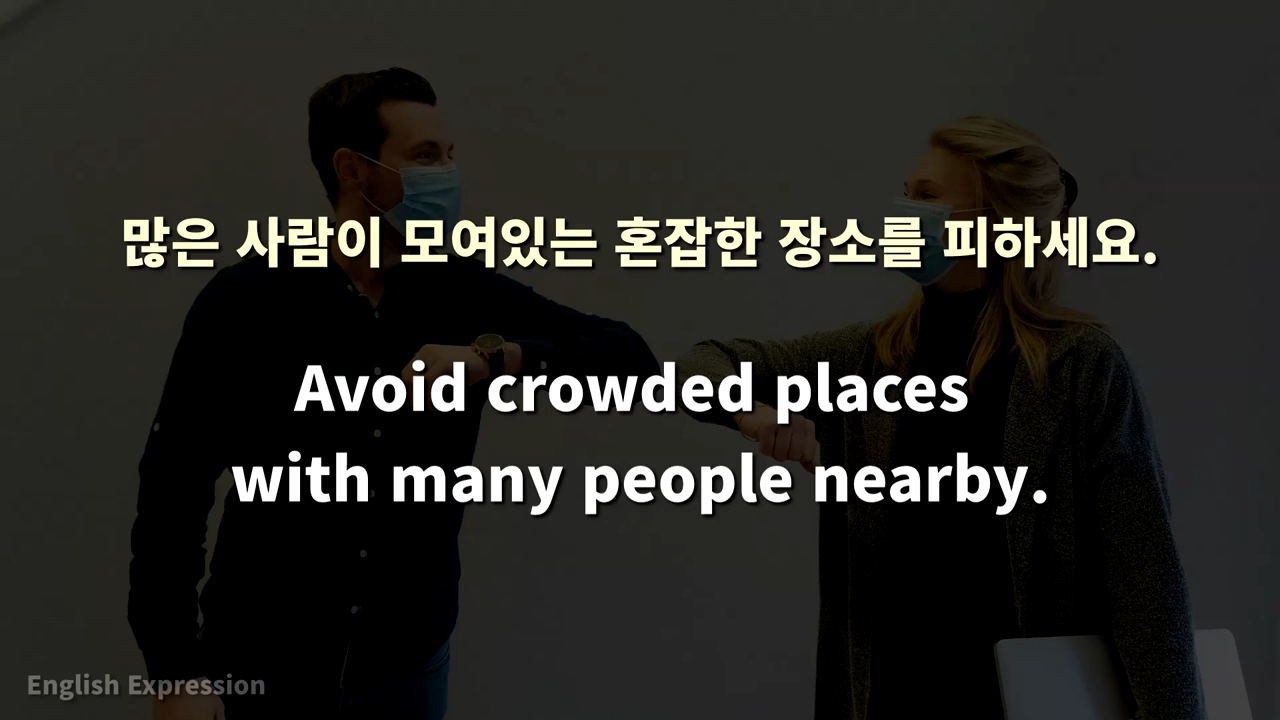 많은 사람이 모여있는 혼잡한 장소를 피하세요.
Avoid crowded places
with many people nearby.
English Expression